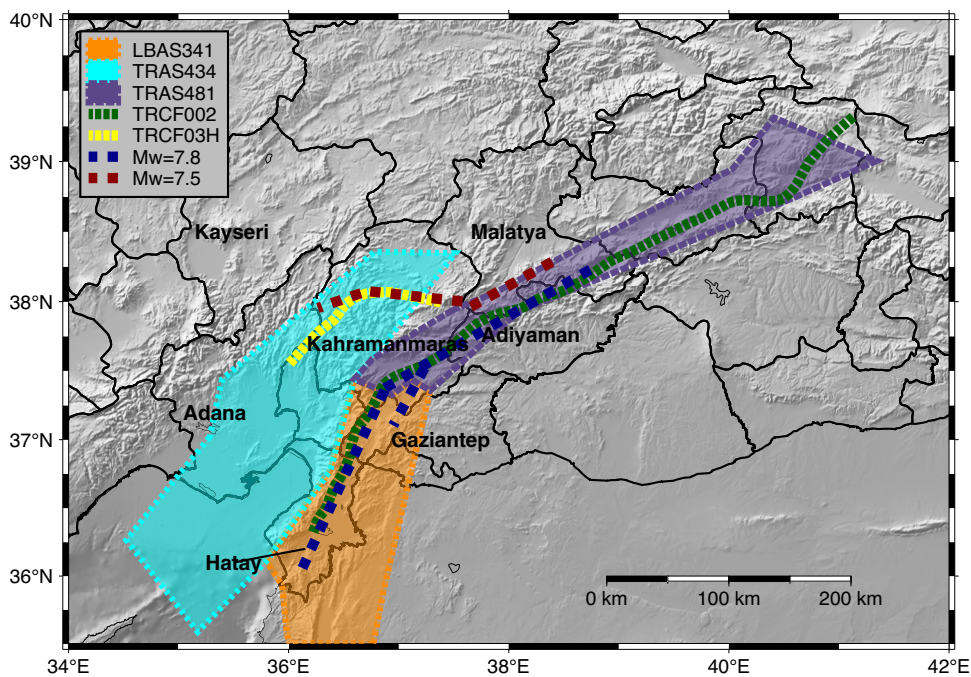 40°N
LBAS341
TRAS434
TRAS481
TRCF002
TRCF03H
Mw=7.8
Mw=7.5
39°N
Kayseri
Malatya
38°N
Kahramanmaras
Adiyaman
Adana
37°N
Gaziantep
Hatay
36°N
0 km 100 km 200 km
34°E 36°E 38°E 40°E 42°E